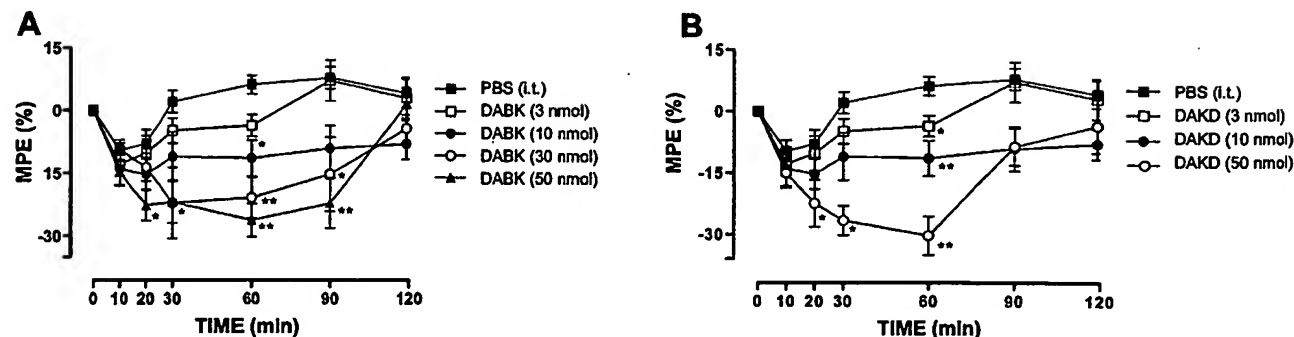 A
MPE (%)
15
0
-15
-30
*
*
*
**
**
*
**
0 10 20 30 60 90 120
TIME (min)
PBS (i.t.)
DABK (3 nmol)
DABK (10 nmol)
DABK (30 nmol)
DABK (50 nmol)
B
MPE (%)
15
0
-15
-30
*
**
*
*
**
0 10 20 30 60 90 120
TIME (min)
PBS (i.t.)
DAKD (3 nmol)
DAKD (10 nmol)
DAKD (50 nmol)